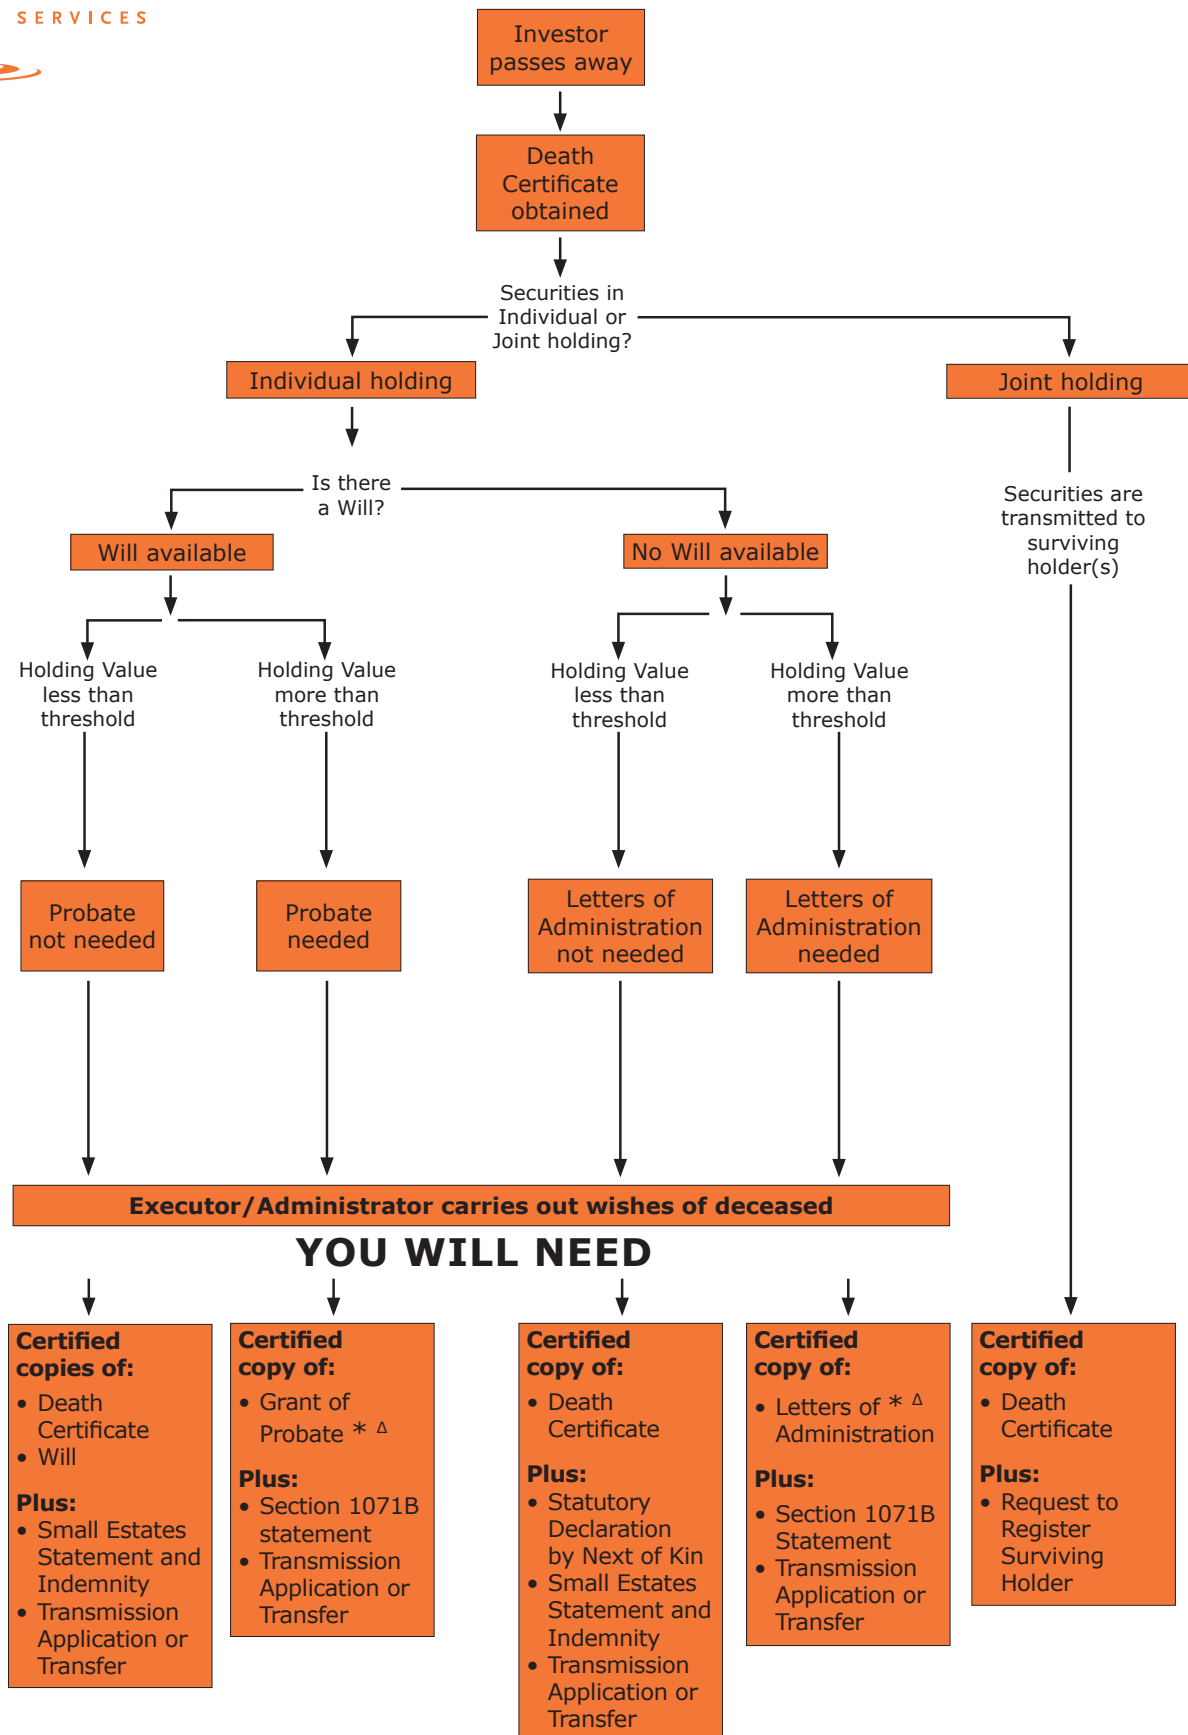 SERVICES
Investor
passes away
Death
Certificate
obtained
Securities in
Individual or
Joint holding?
Individual holding
Joint holding
Is there
a Will?
Securities are
transmitted to
surviving
holder(s)
Will available
No Will available
Holding Value
less than
threshold
Holding Value
more than
threshold
Holding Value
less than
threshold
Holding Value
more than
threshold
Probate
not needed
Probate
needed
Letters of
Administration
not needed
Letters of
Administration
needed
Executor/Administrator carries out wishes of deceased
YOU WILL NEED
Certified
copies of:
• Death
Certificate
• Will
Plus:
• Small Estates
Statement and
Indemnity
• Transmission
Application or
Transfer
Certified
copy of:
• Grant of
Probate * Δ
Plus:
• Section 1071B
statement
• Transmission
Application or
Transfer
Certified
copy of:
• Death
Certificate
Plus:
• Statutory
Declaration
by Next of Kin
• Small Estates
Statement and
Indemnity
• Transmission
Application or
Transfer
Certified
copy of:
• Letters of * Δ
Administration
Plus:
• Section 1071B
Statement
• Transmission
Application or
Transfer
Certified
copy of:
• Death
Certificate
Plus:
• Request to
Register
Surviving
Holder